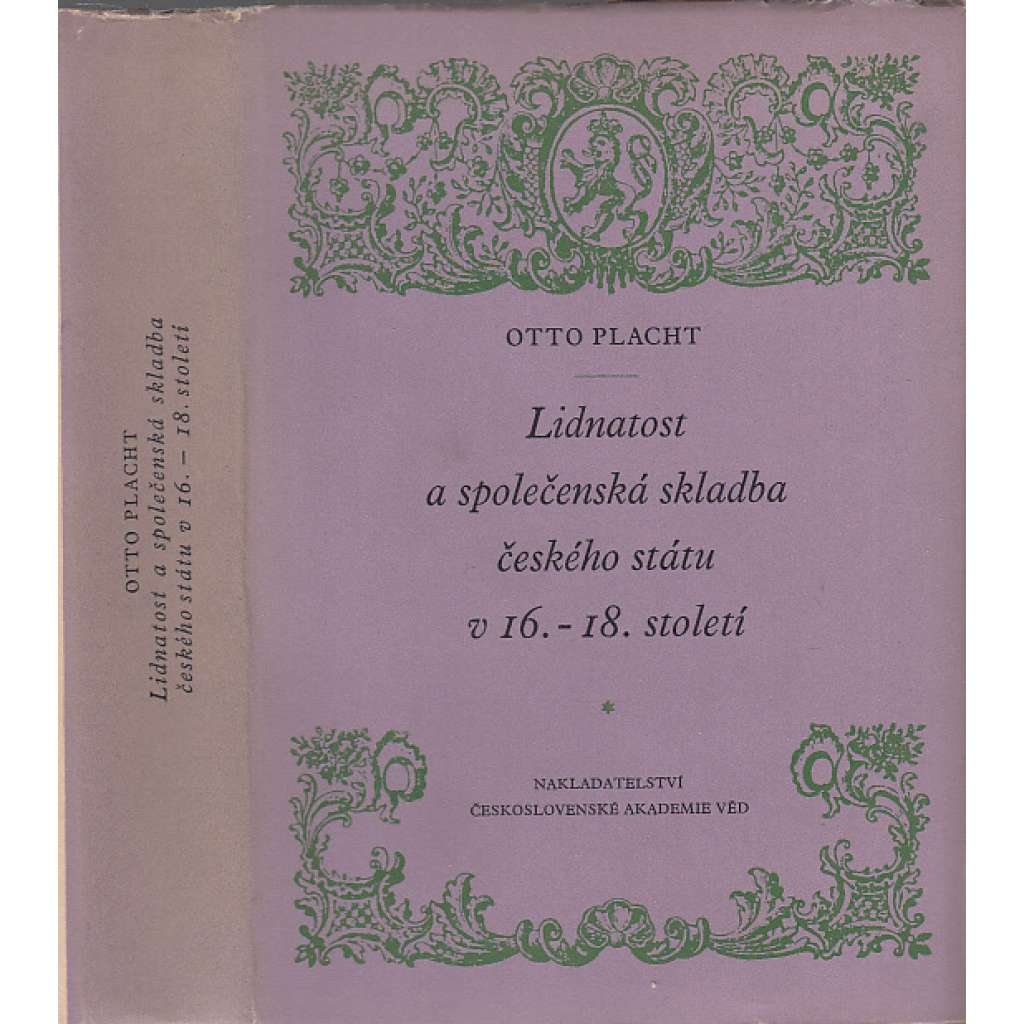 OTTO PLACHT
Lidnatost a společenská skladba
českého státu v 16. – 18. století
OTTO PLACHT
Lidnatost
a společenská skladba
českého státu
v 16. - 18. století
*
NAKLADATELSTVÍ
ČESKOSLOVENSKÉ AKADEMIE VĚD